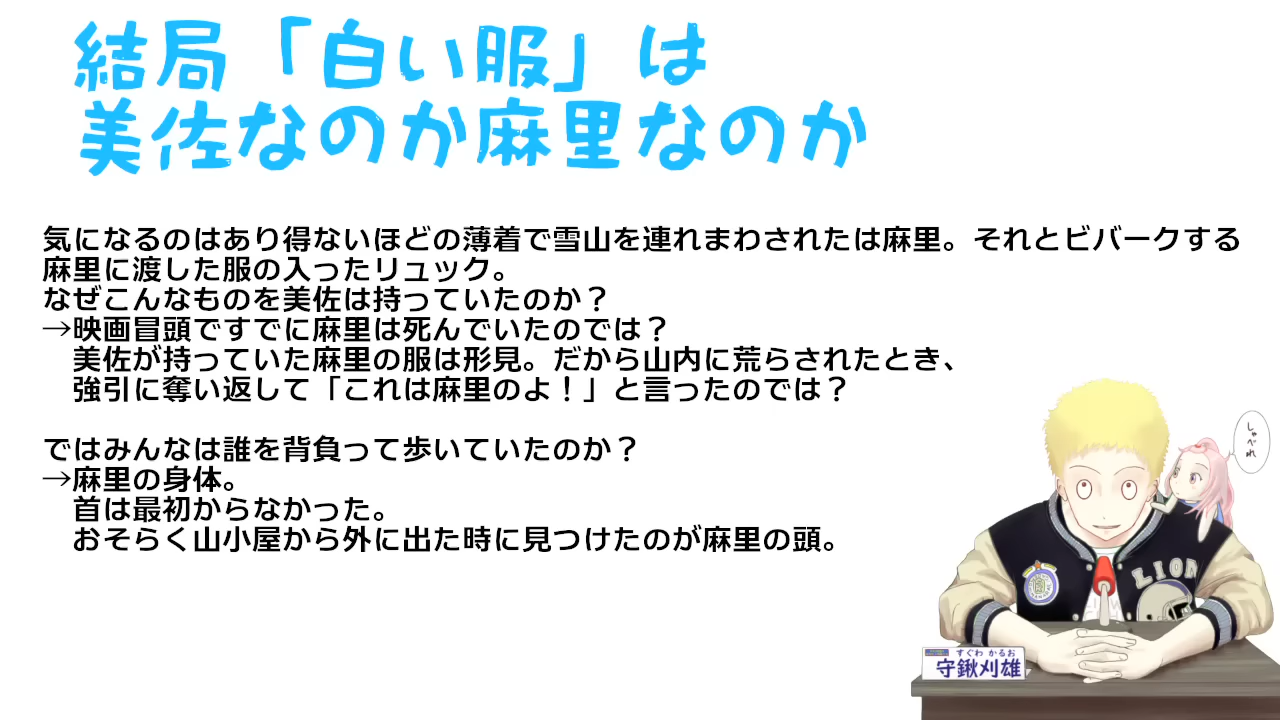 結局「白い服」は
美佐なのか麻里なのか
気になるのはあり得ないほどの薄着で雪山を連れまわされたは麻里。それとビバークする
麻里に渡した服の入ったリュック。
なぜこんなものを美佐は持っていたのか？
→映画冒頭ですでに麻里は死んでいたのでは？
美佐が持っていた麻里の服は形見。だから山内に荒らされたとき、
強引に奪い返して「これは麻里のよ！」と言ったのでは？
ではみんなは誰を背負って歩いていたのか？
→麻里の身体。
首は最初からなかった。
おそらく山小屋から外に出た時に見つけたのが麻里の頭。
しゃべれ
LION
すぐわ かるお
守鍬刈雄